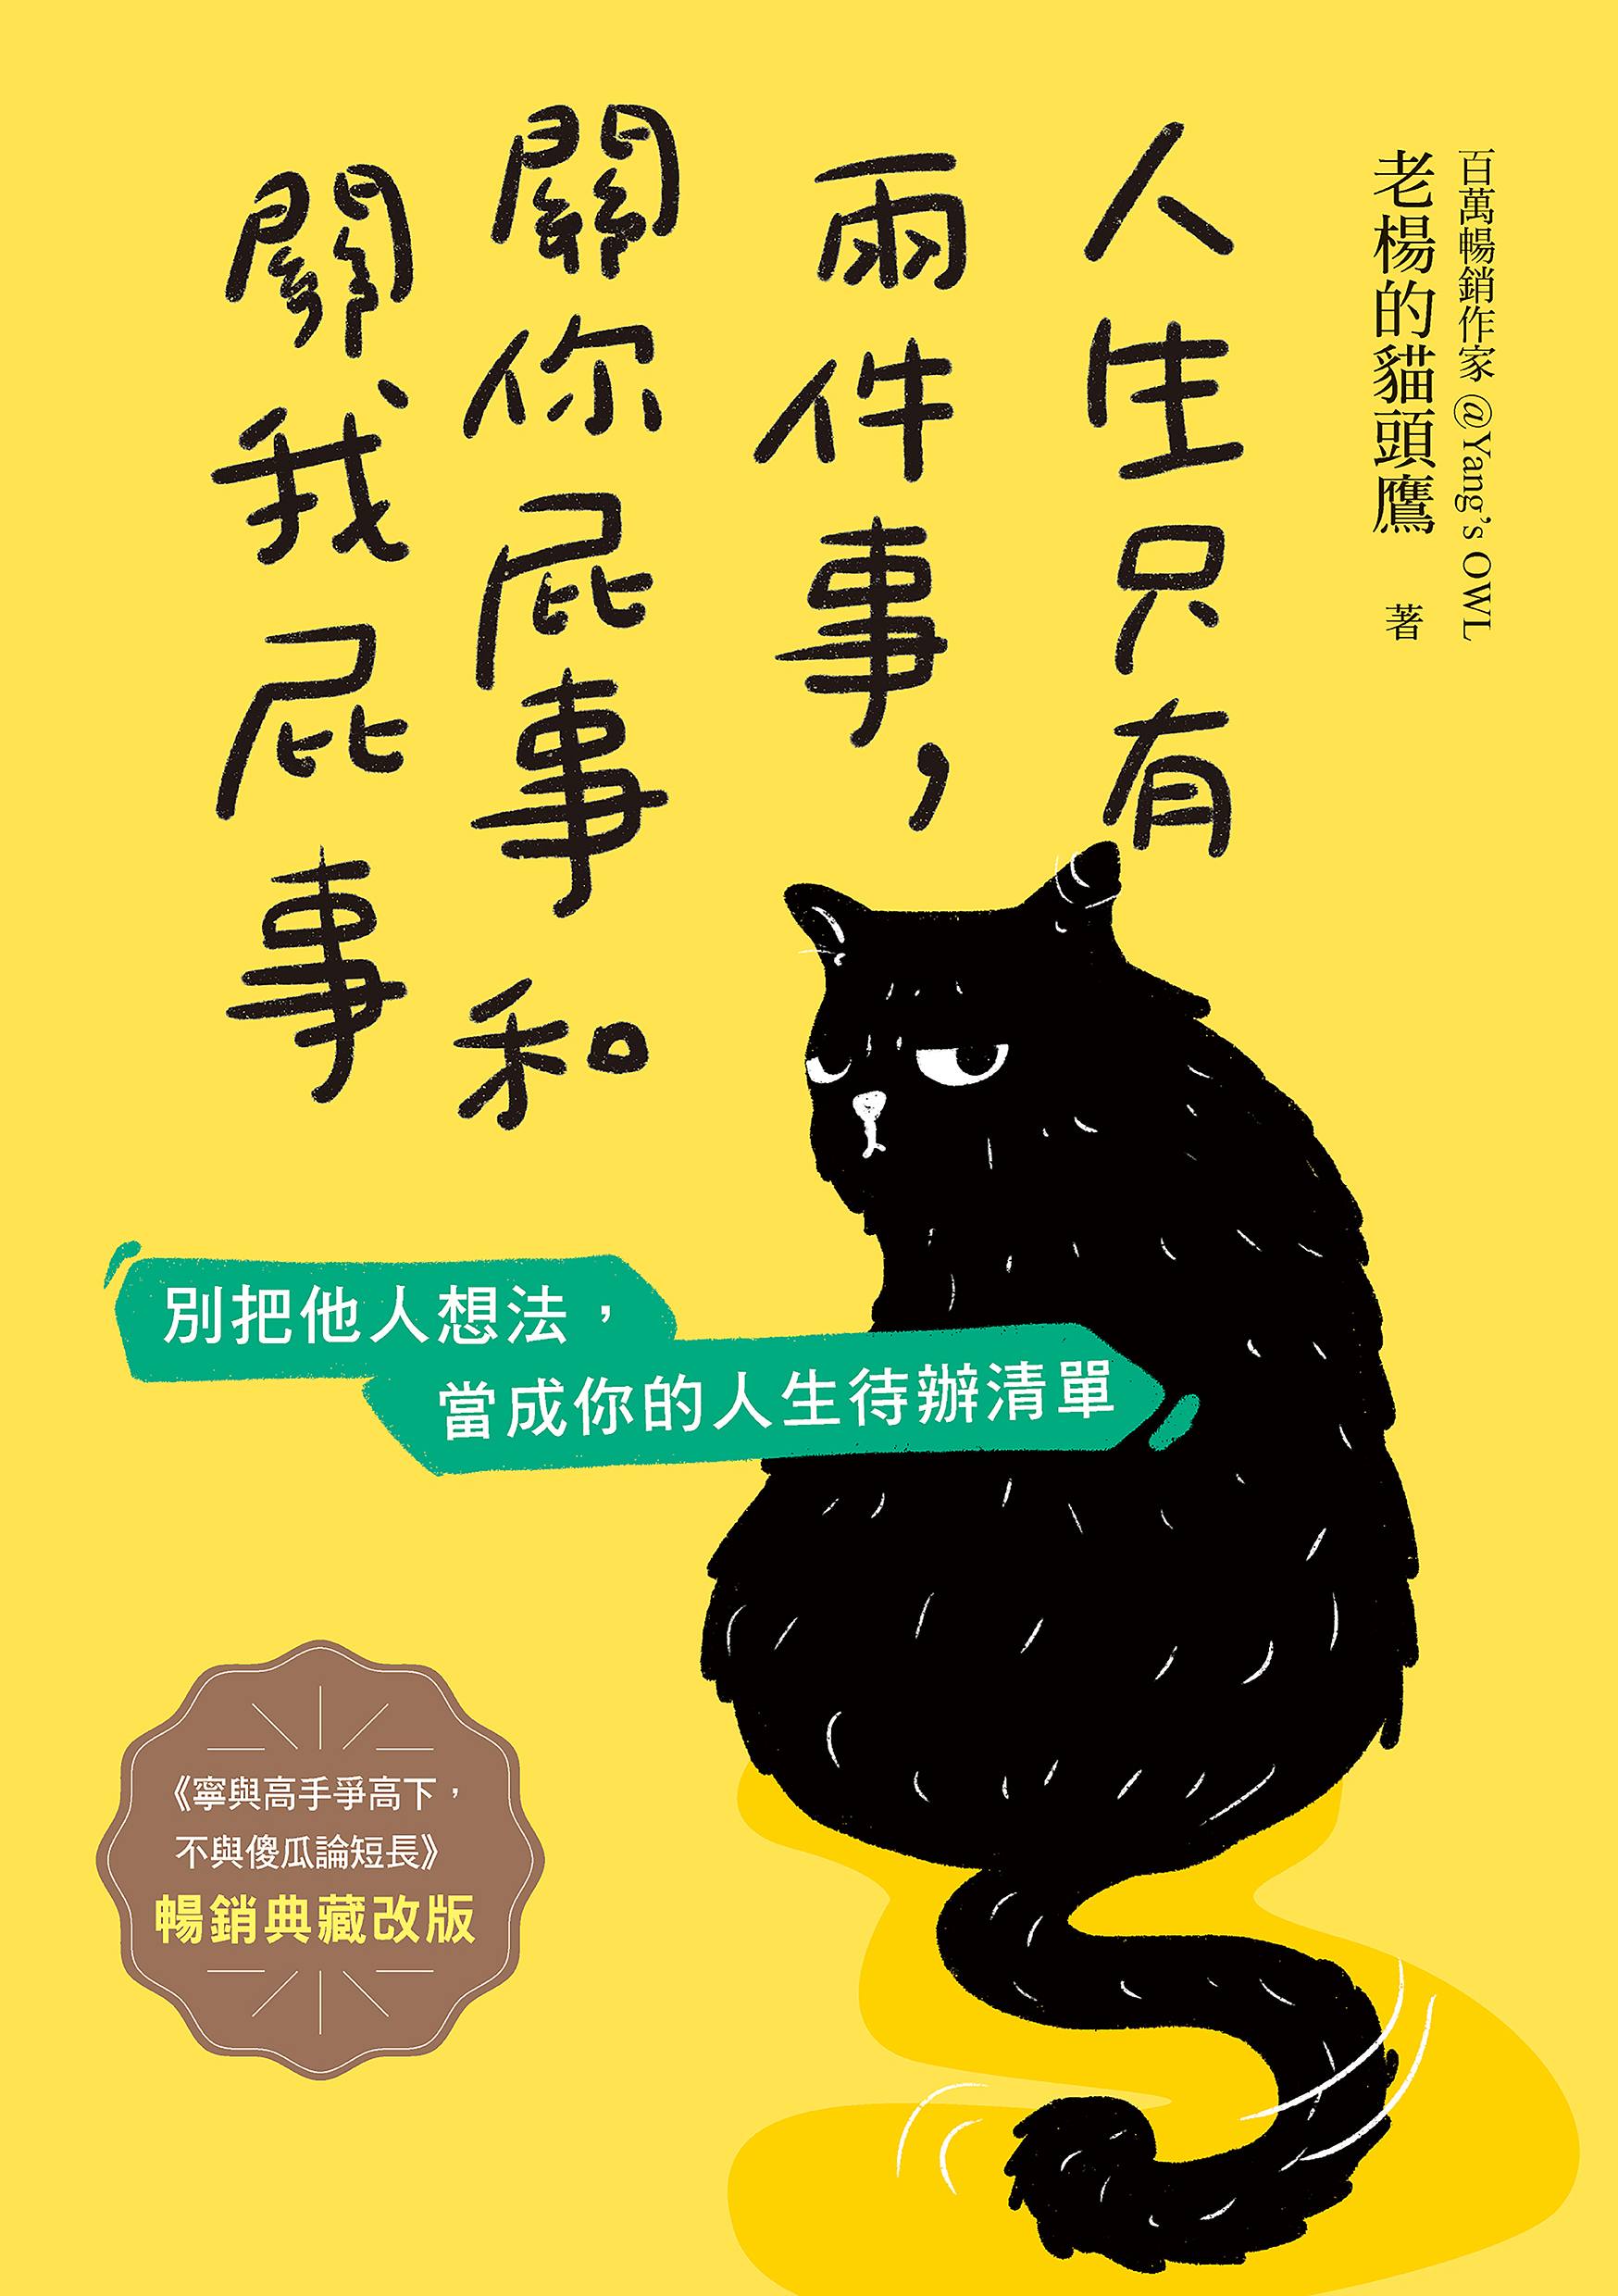 百萬暢銷作家 @Yang's OWL
老楊的貓頭鷹 著
人生只有
兩件事，
關你屁事和
關我屁事
別把他人想法，
當成你的人生待辦清單
《寧與高手爭高下，
不與傻瓜論短長》
暢銷典藏改版